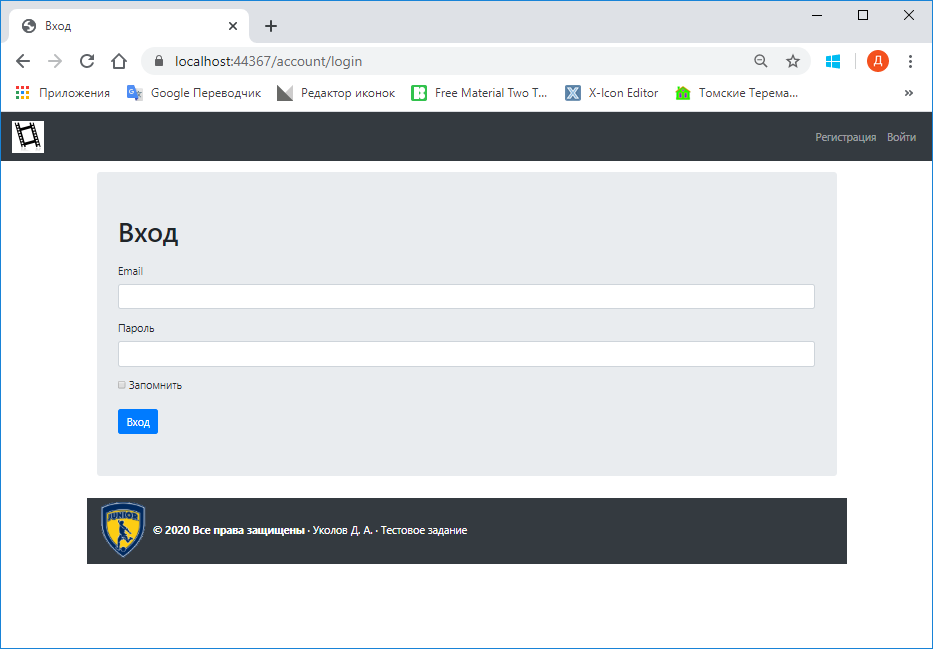 Вход
localhost:44367/account/login
Д
Приложения Google Переводчик Редактор иконок Free Material Two T... X-Icon Editor Томские Терема... »
Регистрация Войти
Вход
Email
Пароль
Запомнить
Вход
JUNIOR
© 2020 Все права защищены · Уколов Д. А. · Тестовое задание